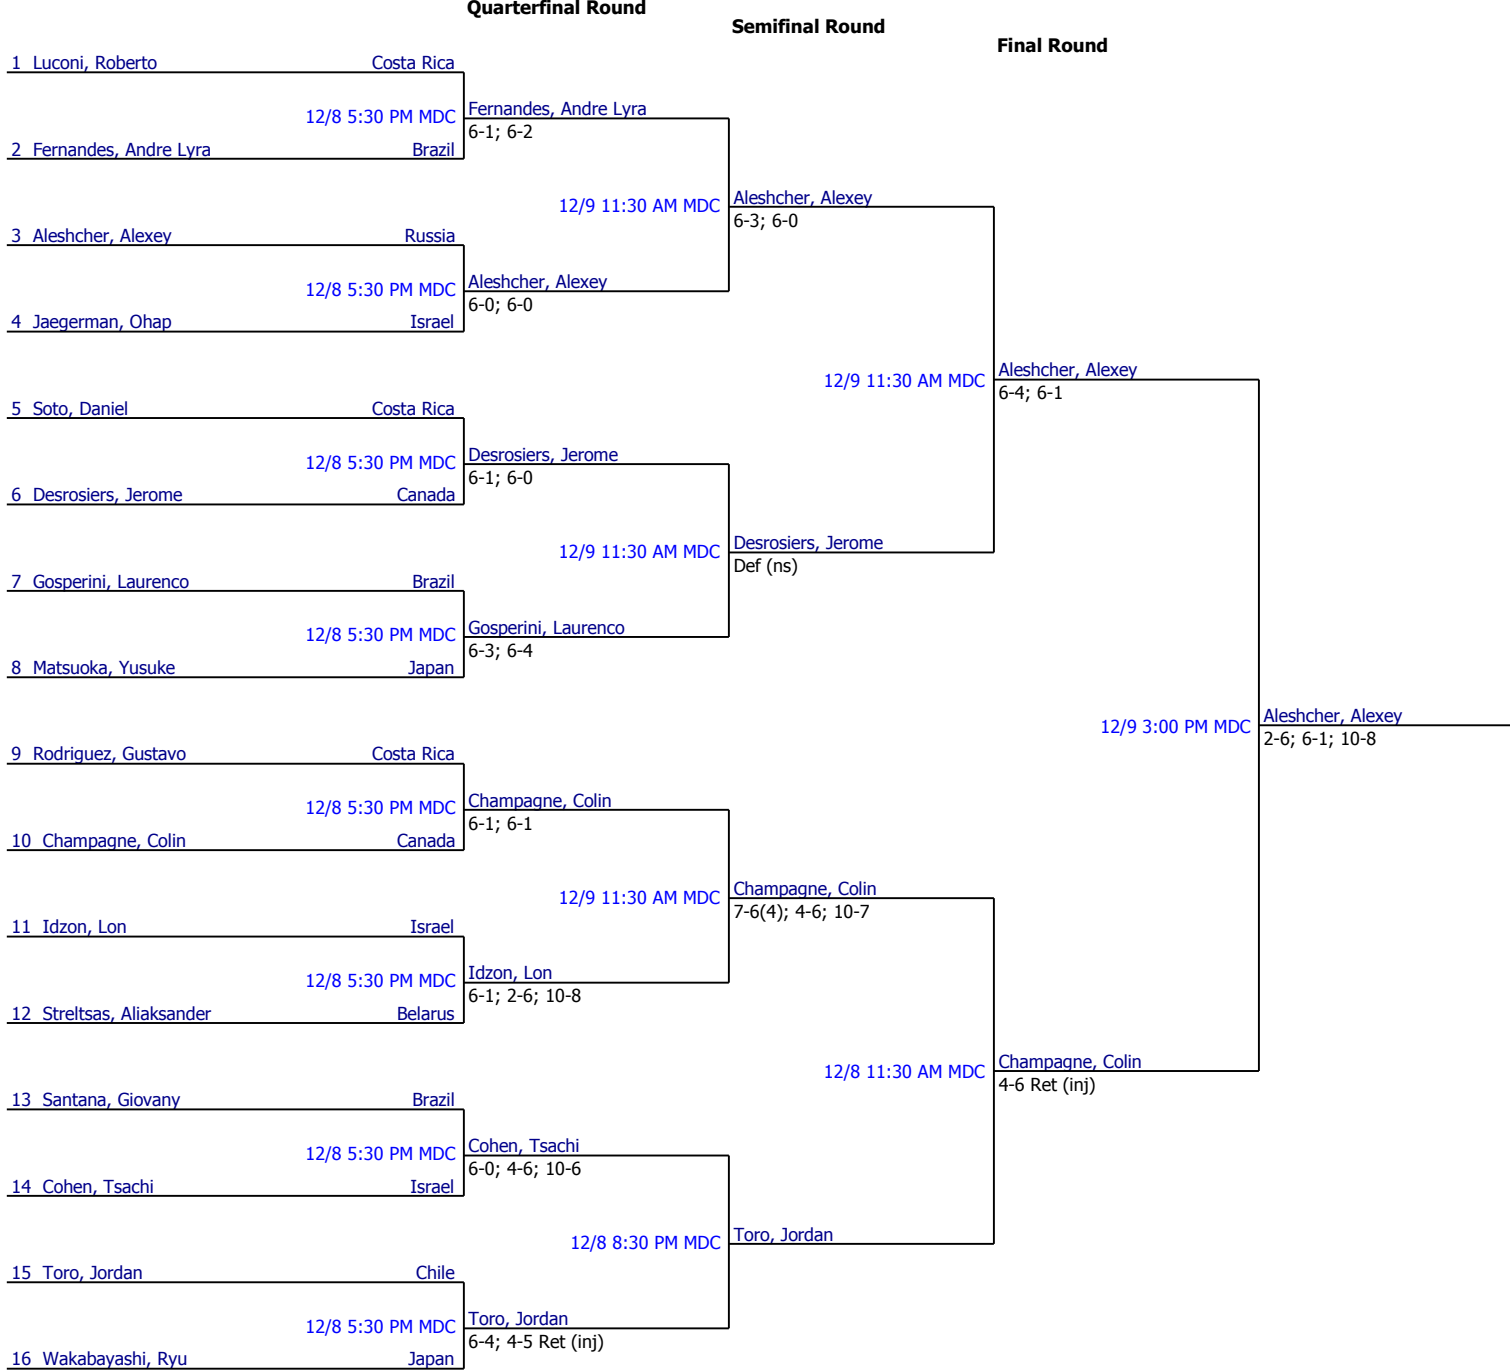 Quarterfinal Round
Semifinal Round
Final Round
1 Luconi, Roberto Costa Rica
12/8 5:30 PM MDC Fernandes, Andre Lyra
6-1; 6-2
2 Fernandes, Andre Lyra Brazil
12/9 11:30 AM MDC Aleshcher, Alexey
6-3; 6-0
3 Aleshcher, Alexey Russia
12/8 5:30 PM MDC Aleshcher, Alexey
6-0; 6-0
4 Jaegerman, Ohap Israel
12/9 11:30 AM MDC Aleshcher, Alexey
6-4; 6-1
5 Soto, Daniel Costa Rica
12/8 5:30 PM MDC Desrosiers, Jerome
6-1; 6-0
6 Desrosiers, Jerome Canada
12/9 11:30 AM MDC Desrosiers, Jerome
Def (ns)
7 Gosperini, Laurenco Brazil
12/8 5:30 PM MDC Gosperini, Laurenco
6-3; 6-4
8 Matsuoka, Yusuke Japan
12/9 3:00 PM MDC Aleshcher, Alexey
2-6; 6-1; 10-8
9 Rodriguez, Gustavo Costa Rica
12/8 5:30 PM MDC Champagne, Colin
6-1; 6-1
10 Champagne, Colin Canada
12/9 11:30 AM MDC Champagne, Colin
7-6(4); 4-6; 10-7
11 Idzon, Lon Israel
12/8 5:30 PM MDC Idzon, Lon
6-1; 2-6; 10-8
12 Streltsas, Aliaksander Belarus
12/8 11:30 AM MDC Champagne, Colin
4-6 Ret (inj)
13 Santana, Giovany Brazil
12/8 5:30 PM MDC Cohen, Tsachi
6-0; 4-6; 10-6
14 Cohen, Tsachi Israel
12/8 8:30 PM MDC Toro, Jordan
15 Toro, Jordan Chile
12/8 5:30 PM MDC Toro, Jordan
6-4; 4-5 Ret (inj)
16 Wakabayashi, Ryu Japan